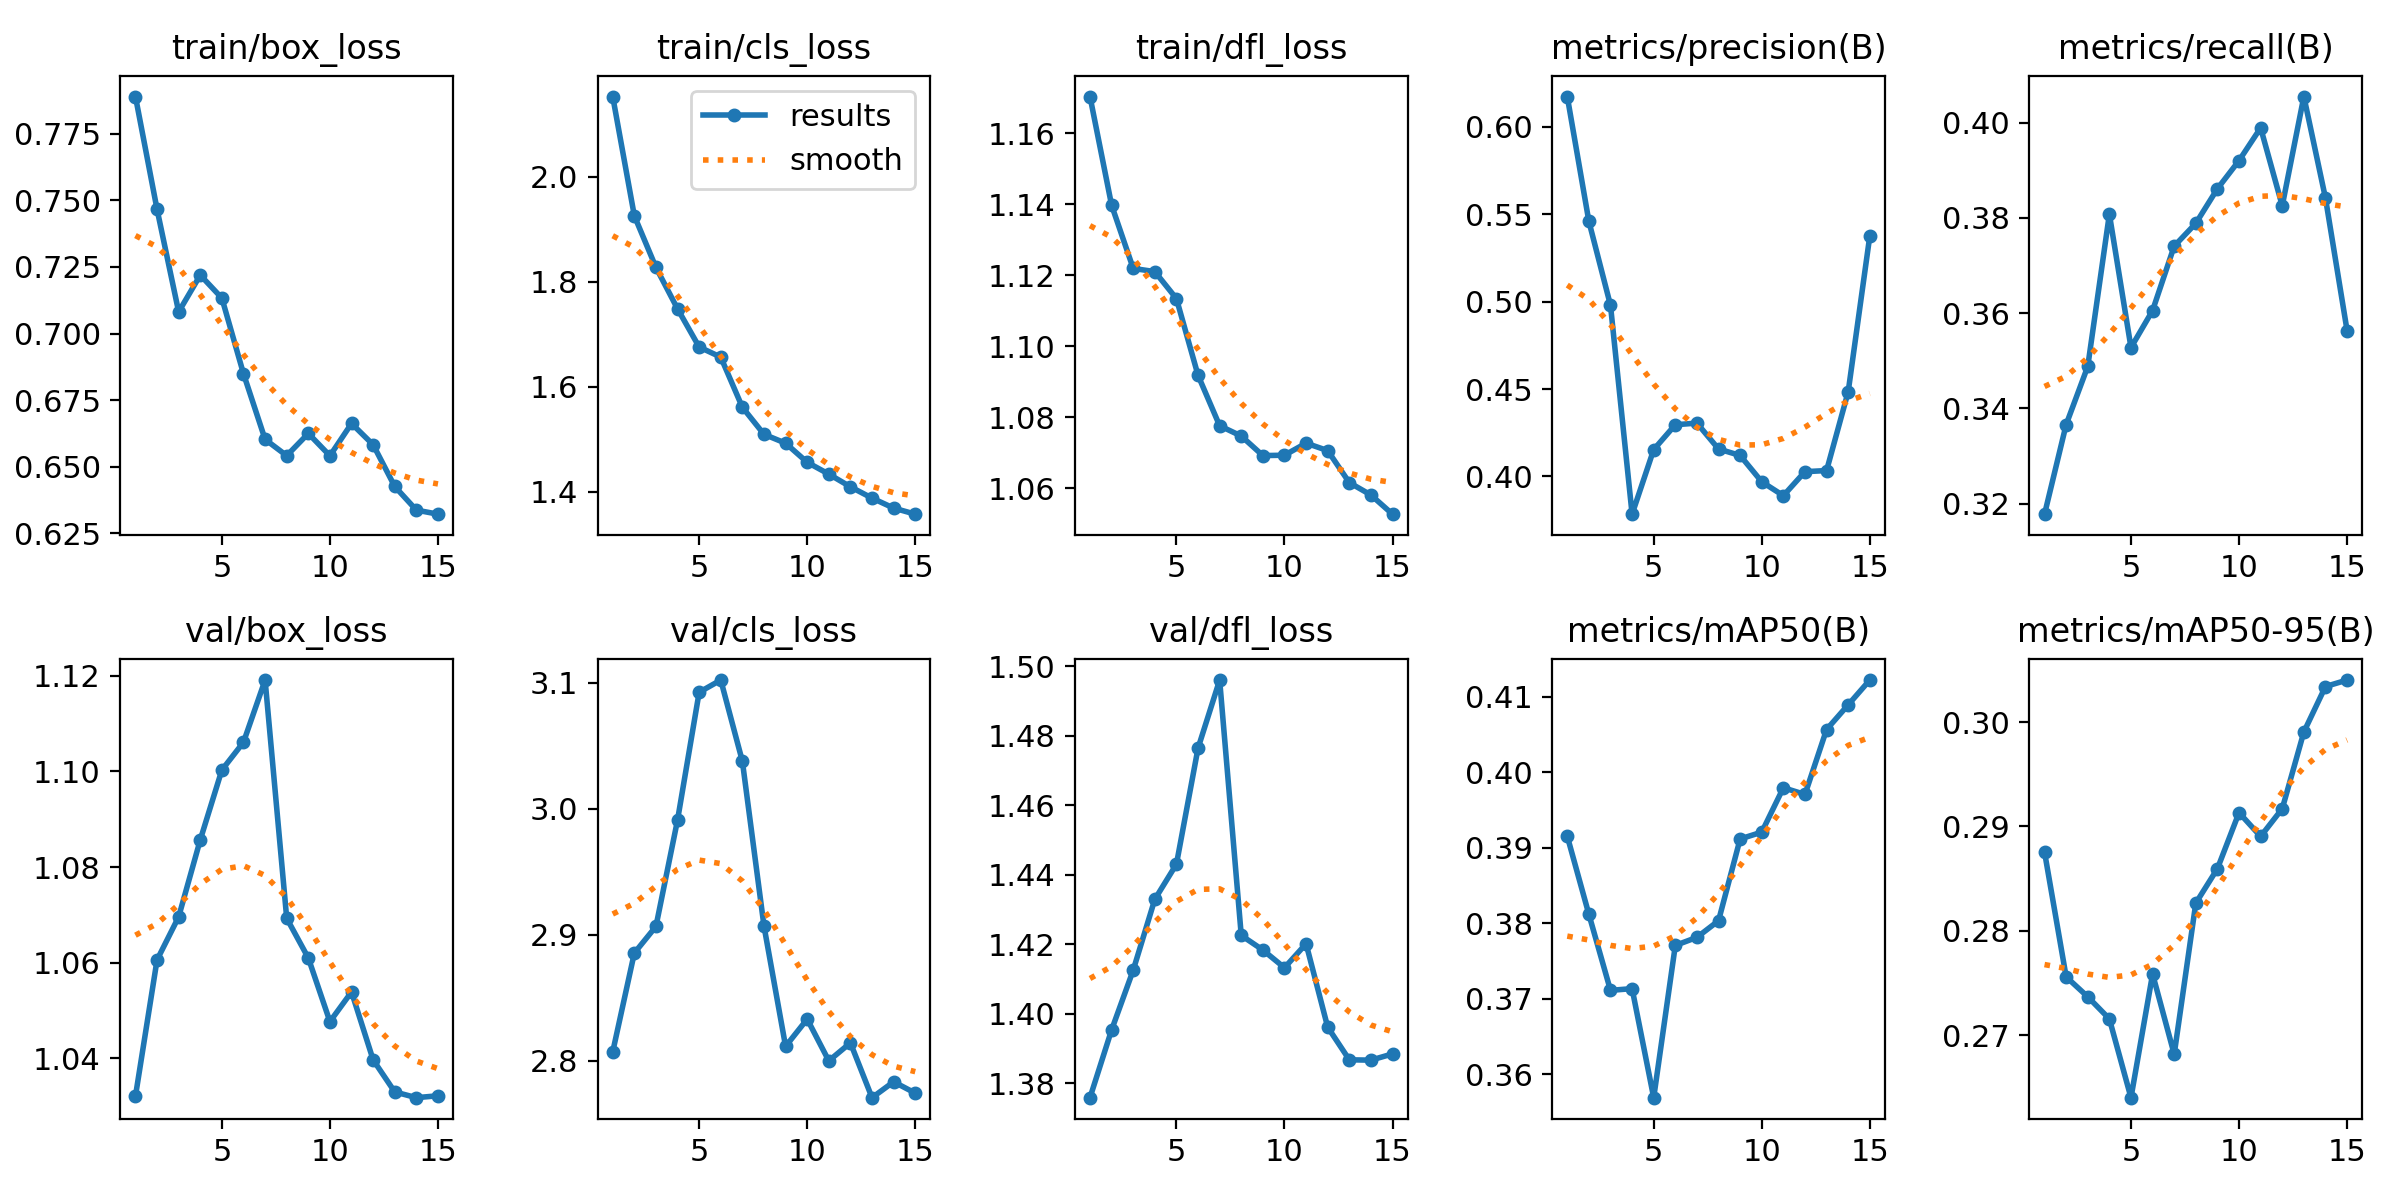 train/box_loss
0.775
0.750
0.725
0.700
0.675
0.650
0.625
5 10 15
train/cls_loss
results
smooth
2.0
1.8
1.6
1.4
5 10 15
train/dfl_loss
1.16
1.14
1.12
1.10
1.08
1.06
5 10 15
metrics/precision(B)
0.60
0.55
0.50
0.45
0.40
5 10 15
metrics/recall(B)
0.40
0.38
0.36
0.34
0.32
5 10 15
val/box_loss
1.12
1.10
1.08
1.06
1.04
5 10 15
val/cls_loss
3.1
3.0
2.9
2.8
5 10 15
val/dfl_loss
1.50
1.48
1.46
1.44
1.42
1.40
1.38
5 10 15
metrics/mAP50(B)
0.41
0.40
0.39
0.38
0.37
0.36
5 10 15
metrics/mAP50-95(B)
0.30
0.29
0.28
0.27
5 10 15